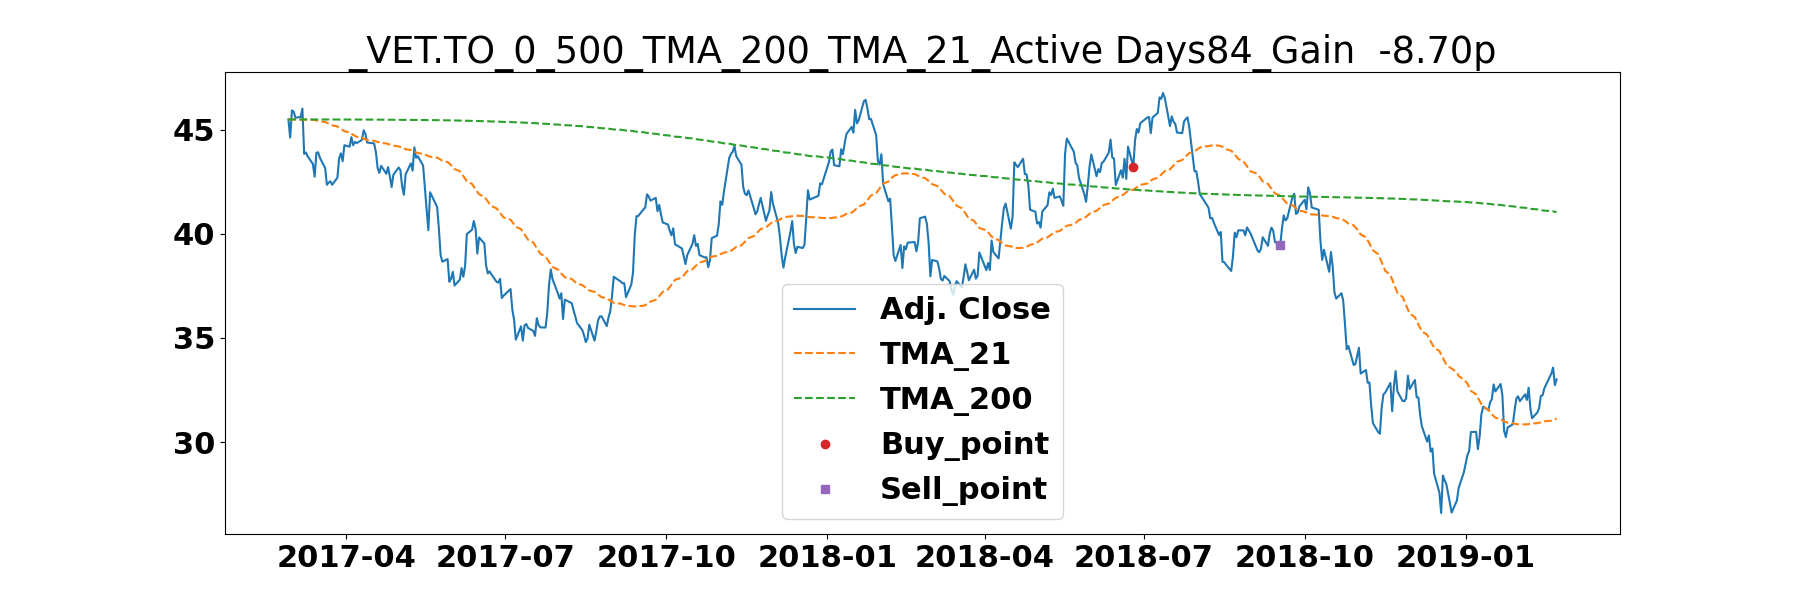 _VET.TO_0_500_TMA_200_TMA_21_Active Days84_Gain  -8.70p
45
40
35
30
Adj. Close
TMA_21
TMA_200
Buy_point
Sell_point
2017-04 2017-07 2017-10 2018-01 2018-04 2018-07 2018-10 2019-01